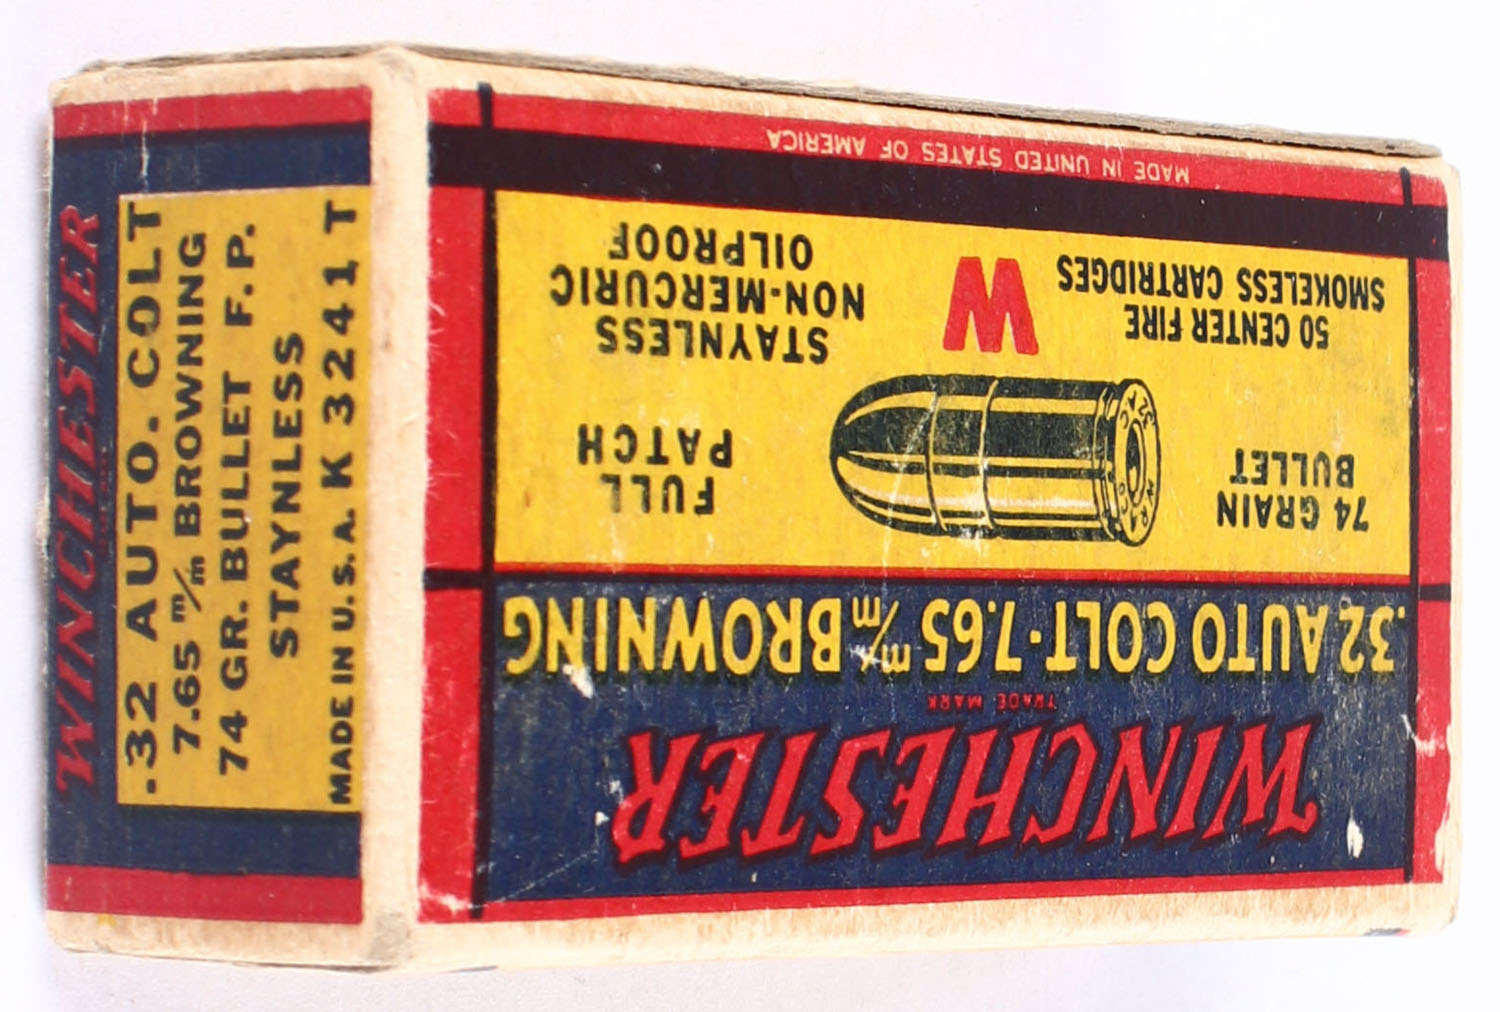 WINCHESTER
TRADE MARK
.32 AUTO COLT-7.65 m/m BROWNING
74 GRAIN
BULLET
FULL
PATCH
50 CENTER FIRE
SMOKELESS CARTRIDGES
W
STAYNLESS
NON-MERCURIC
OILPROOF
MADE IN UNITED STATES OF AMERICA
WINCHESTER
.32 AUTO. COLT
7.65 m/m BROWNING
74 GR. BULLET F.P.
STAYNLESS
MADE IN U.S.A. K 3241 T